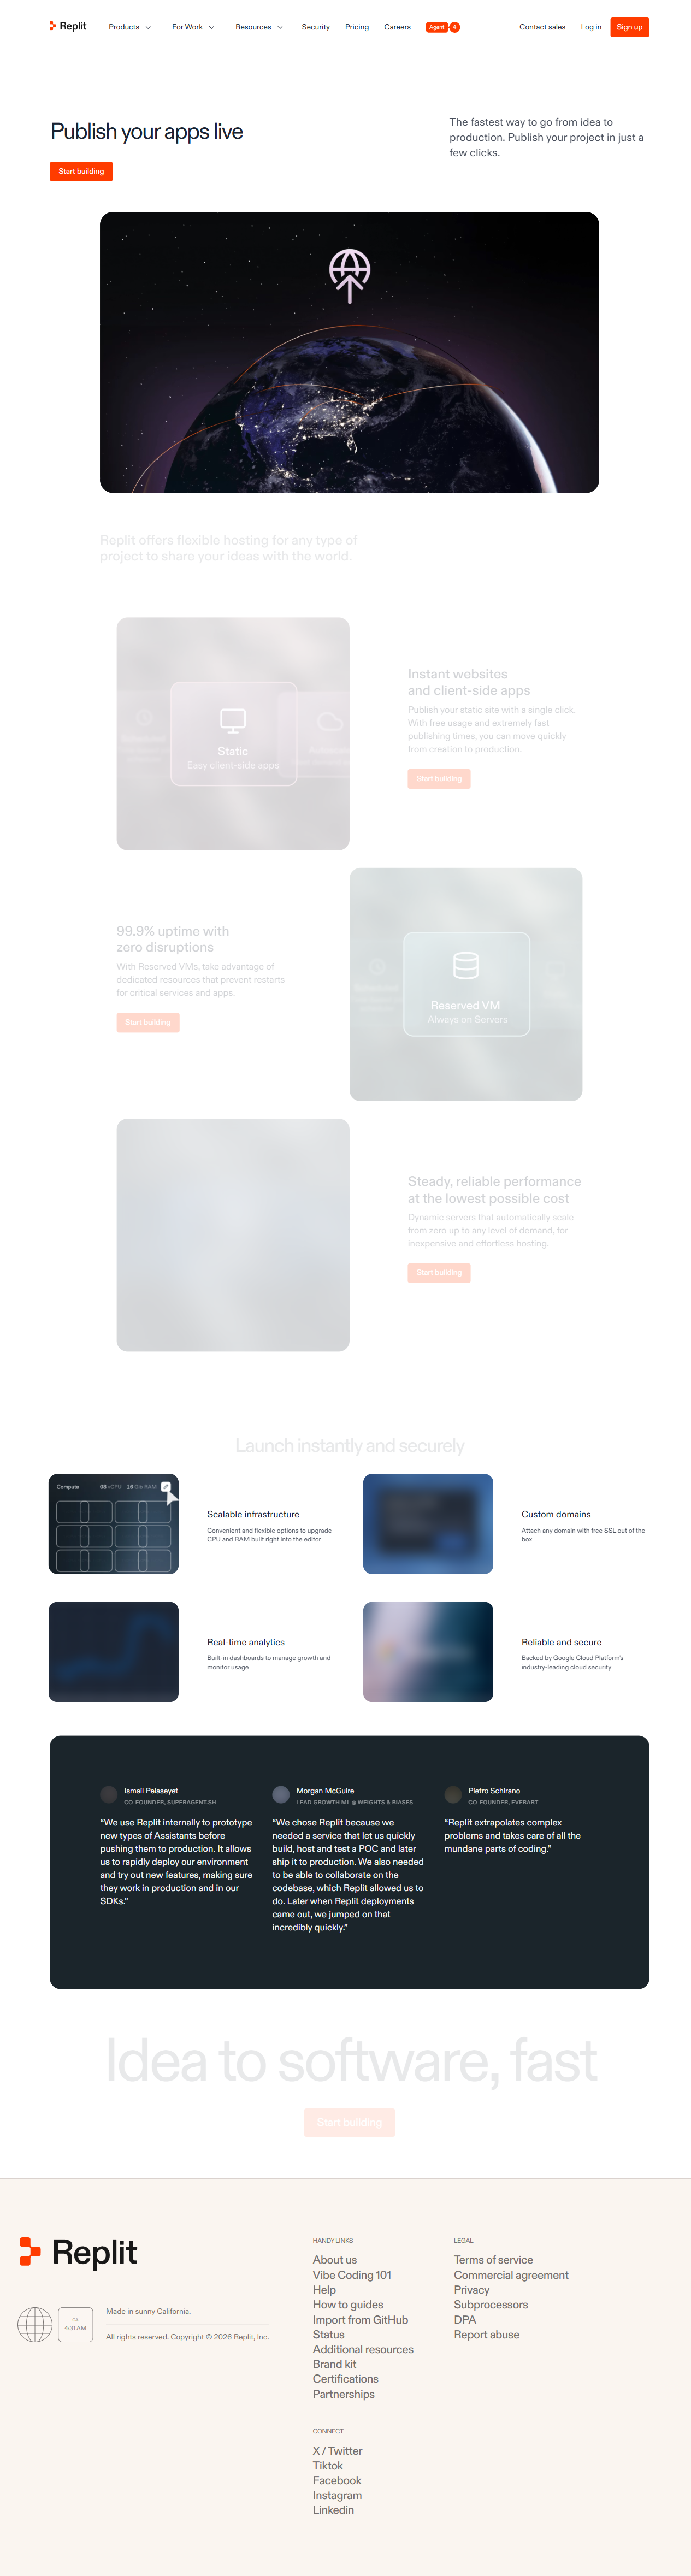 Replit
Products
For Work
Resources
Security
Pricing
Careers
Agent 4
Contact sales
Log in
Sign up
Publish your apps live
Start building
The fastest way to go from idea to
production. Publish your project in just a
few clicks.
Replit offers flexible hosting for any type of
project to share your ideas with the world.
Static
Easy client-side apps
Instant websites
and client-side apps
Publish your static site with a single click.
With free usage and extremely fast
publishing times, you can move quickly
from creation to production.
Start building
99.9% uptime with
zero disruptions
With Reserved VMs, take advantage of
dedicated resources that prevent restarts
for critical services and apps.
Start building
Reserved VM
Always on Servers
Steady, reliable performance
at the lowest possible cost
Dynamic servers that automatically scale
from zero up to any level of demand, for
inexpensive and effortless hosting.
Start building
Launch instantly and securely
Compute
08 vCPU
16 Gib RAM
Scalable infrastructure
Convenient and flexible options to upgrade
CPU and RAM built right into the editor
Custom domains
Attach any domain with free SSL out of the
box
Real-time analytics
Built-in dashboards to manage growth and
monitor usage
Reliable and secure
Backed by Google Cloud Platform's
industry-leading cloud security
Ismail Pelaseyet
CO-FOUNDER, SUPERAGENT.SH
“We use Replit internally to prototype
new types of Assistants before
pushing them to production. It allows
us to rapidly deploy our environment
and try out new features, making sure
they work in production and in our
SDKs.”
Morgan McGuire
LEAD GROWTH ML @ WEIGHTS & BIASES
“We chose Replit because we
needed a service that let us quickly
build, host and test a POC and later
ship it to production. We also needed
to be able to collaborate on the
codebase, which Replit allowed us to
do. Later when Replit deployments
came out, we jumped on that
incredibly quickly.”
Pietro Schirano
CO-FOUNDER, EVERART
“Replit extrapolates complex
problems and takes care of all the
mundane parts of coding.”
Idea to software, fast
Start building
Replit
CA
4:31 AM
Made in sunny California.
All rights reserved. Copyright © 2026 Replit, Inc.
HANDY LINKS
About us
Vibe Coding 101
Help
How to guides
Import from GitHub
Status
Additional resources
Brand kit
Certifications
Partnerships
LEGAL
Terms of service
Commercial agreement
Privacy
Subprocessors
DPA
Report abuse
CONNECT
X / Twitter
Tiktok
Facebook
Instagram
Linkedin